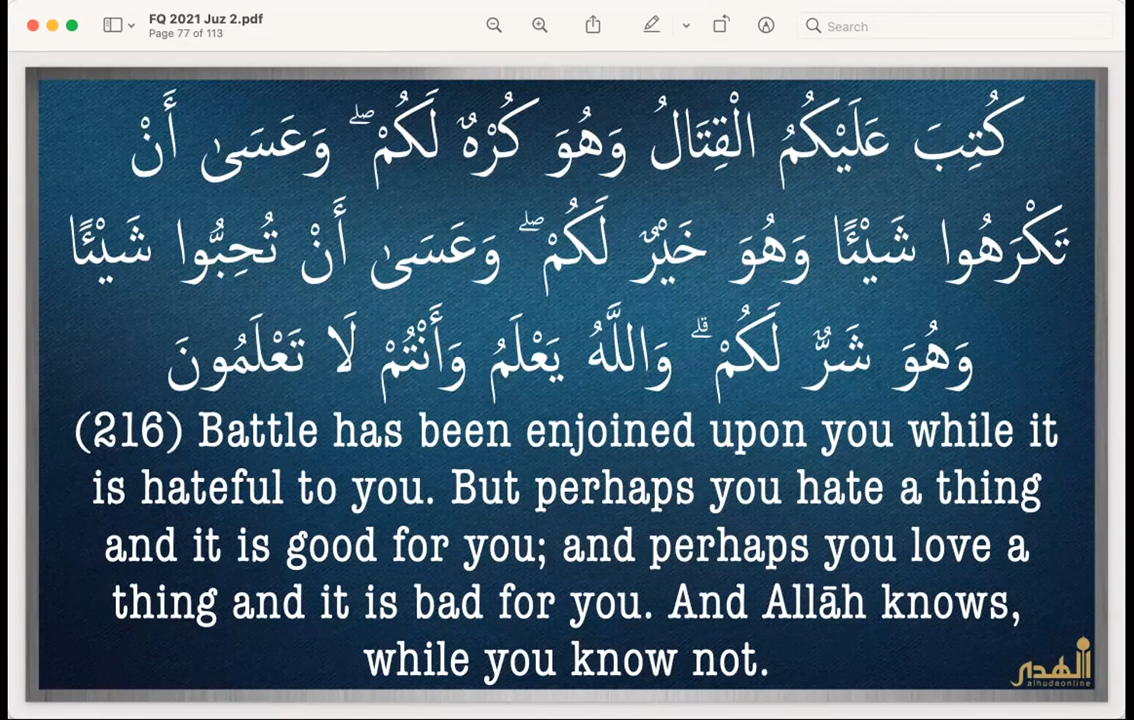 FQ 2021 Juz 2.pdf
Page 77 of 113
Search
كُتِبَ عَلَيْكُمُ الْقِتَالُ وَهُوَ كُرْهٌ لَكُمْ ۖ وَعَسَىٰ أَنْ
تَكْرَهُوا شَيْئًا وَهُوَ خَيْرٌ لَكُمْ ۖ وَعَسَىٰ أَنْ تُحِبُّوا شَيْئًا
وَهُوَ شَرٌّ لَكُمْ ۗ وَاللَّهُ يَعْلَمُ وَأَنْتُمْ لَا تَعْلَمُونَ
(216) Battle has been enjoined upon you while it
is hateful to you. But perhaps you hate a thing
and it is good for you; and perhaps you love a
thing and it is bad for you. And Allāh knows,
while you know not.
الهدى
alhudaonline